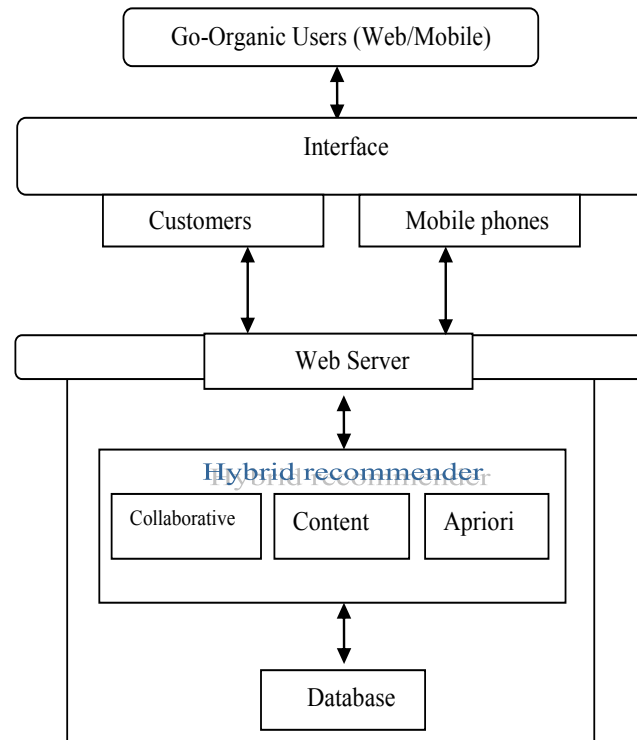 Go-Organic Users (Web/Mobile)
Interface
Customers
Mobile phones
Web Server
Hybrid recommender
Collaborative
Content
Apriori
Database